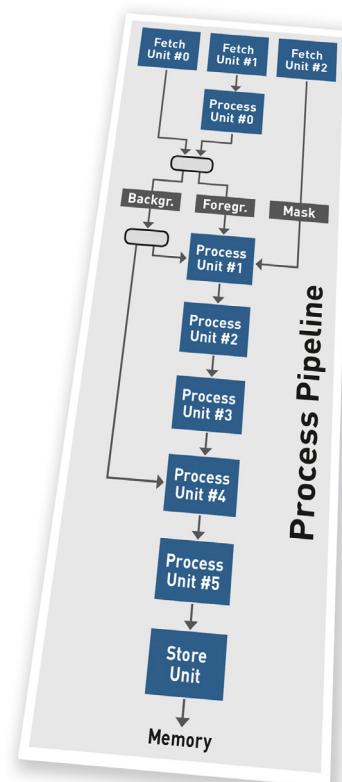 Fetch
Unit #0
Fetch
Unit #1
Fetch
Unit #2
Process
Unit #0
Backgr.
Foregr.
Mask
Process
Unit #1
Process
Unit #2
Process
Unit #3
Process
Unit #4
Process
Unit #5
Store
Unit
Memory
Process Pipeline